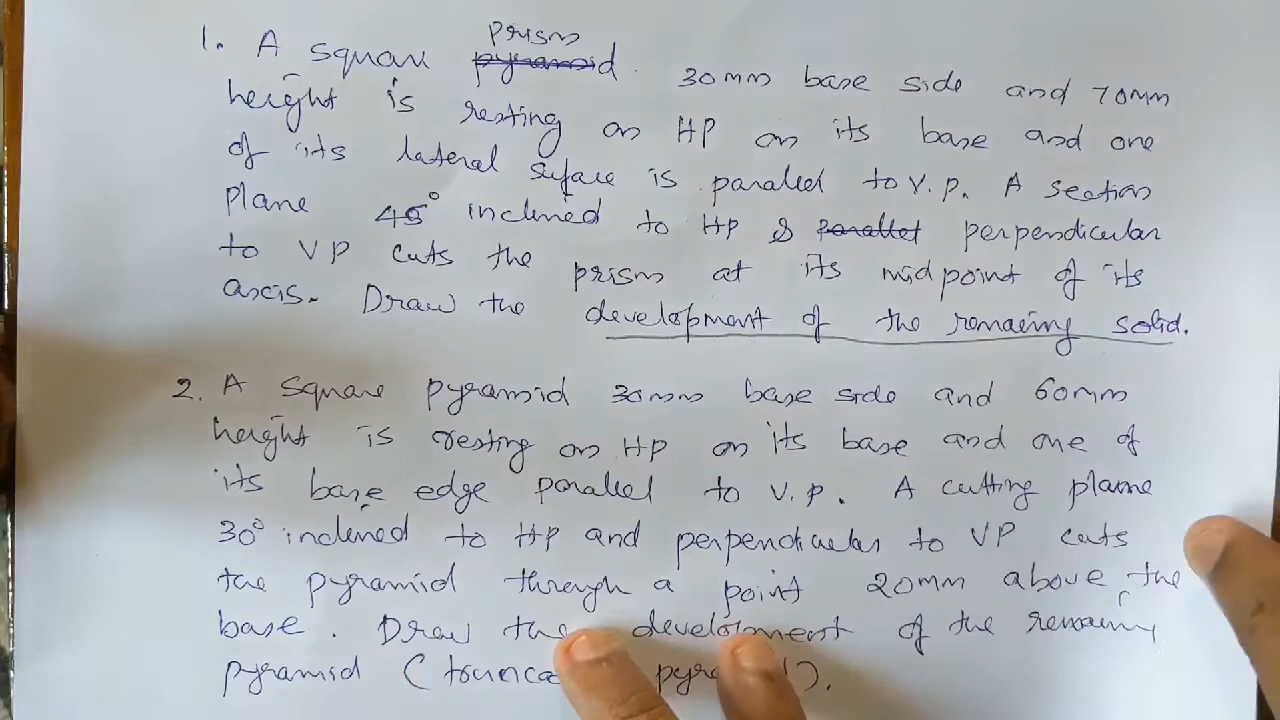 1. A square prism 30mm base side and 70mm
height is resting on HP on its base and one
of its lateral suface is parallel to V.P. A section
plane 45° inclined to HP & parallel perpendicular
to VP cuts the prism at its midpoint of its
axis. Draw the development of the remaining solid.
2. A square pyramid 30mm base side and 60mm
height is resting on HP on its base and one of
its base edge parallel to V.P. A cutting plane
30° inclined to HP and perpendicular to VP cuts
the pyramid through a point 20mm above the
base. Draw the development of the remaining
pyramid (